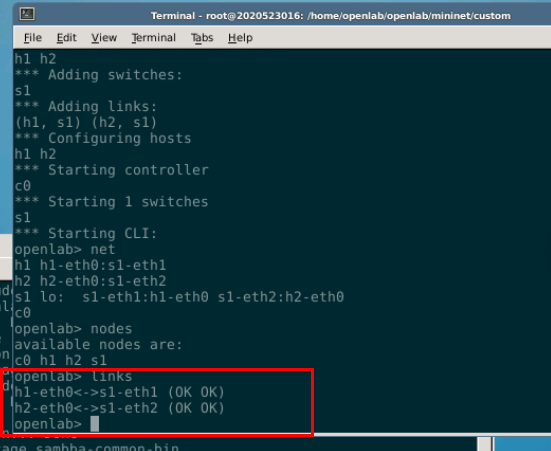 Terminal - root@2020523016: /home/openlab/openlab/mininet/custom
File Edit View Terminal Tabs Help
h1 h2
*** Adding switches:
s1
*** Adding links:
(h1, s1) (h2, s1)
*** Configuring hosts
h1 h2
*** Starting controller
c0
*** Starting 1 switches
s1
*** Starting CLI:
openlab> net
h1 h1-eth0:s1-eth1
h2 h2-eth0:s1-eth2
s1 lo:  s1-eth1:h1-eth0 s1-eth2:h2-eth0
c0
openlab> nodes
available nodes are:
c0 h1 h2 s1
openlab> links
h1-eth0<->s1-eth1 (OK OK)
h2-eth0<->s1-eth2 (OK OK)
openlab>